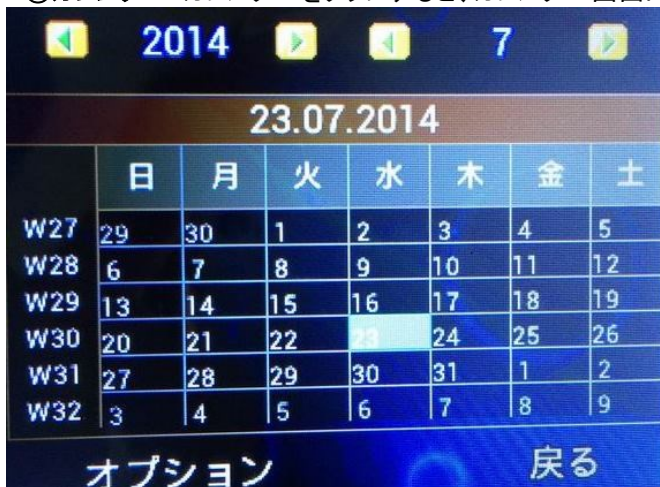 2014 7
23.07.2014
日 月 火 水 木 金 土
W27 29 30 1 2 3 4 5
W28 6 7 8 9 10 11 12
W29 13 14 15 16 17 18 19
W30 20 21 22 23 24 25 26
W31 27 28 29 30 31 1 2
W32 3 4 5 6 7 8 9
オプション 戻る